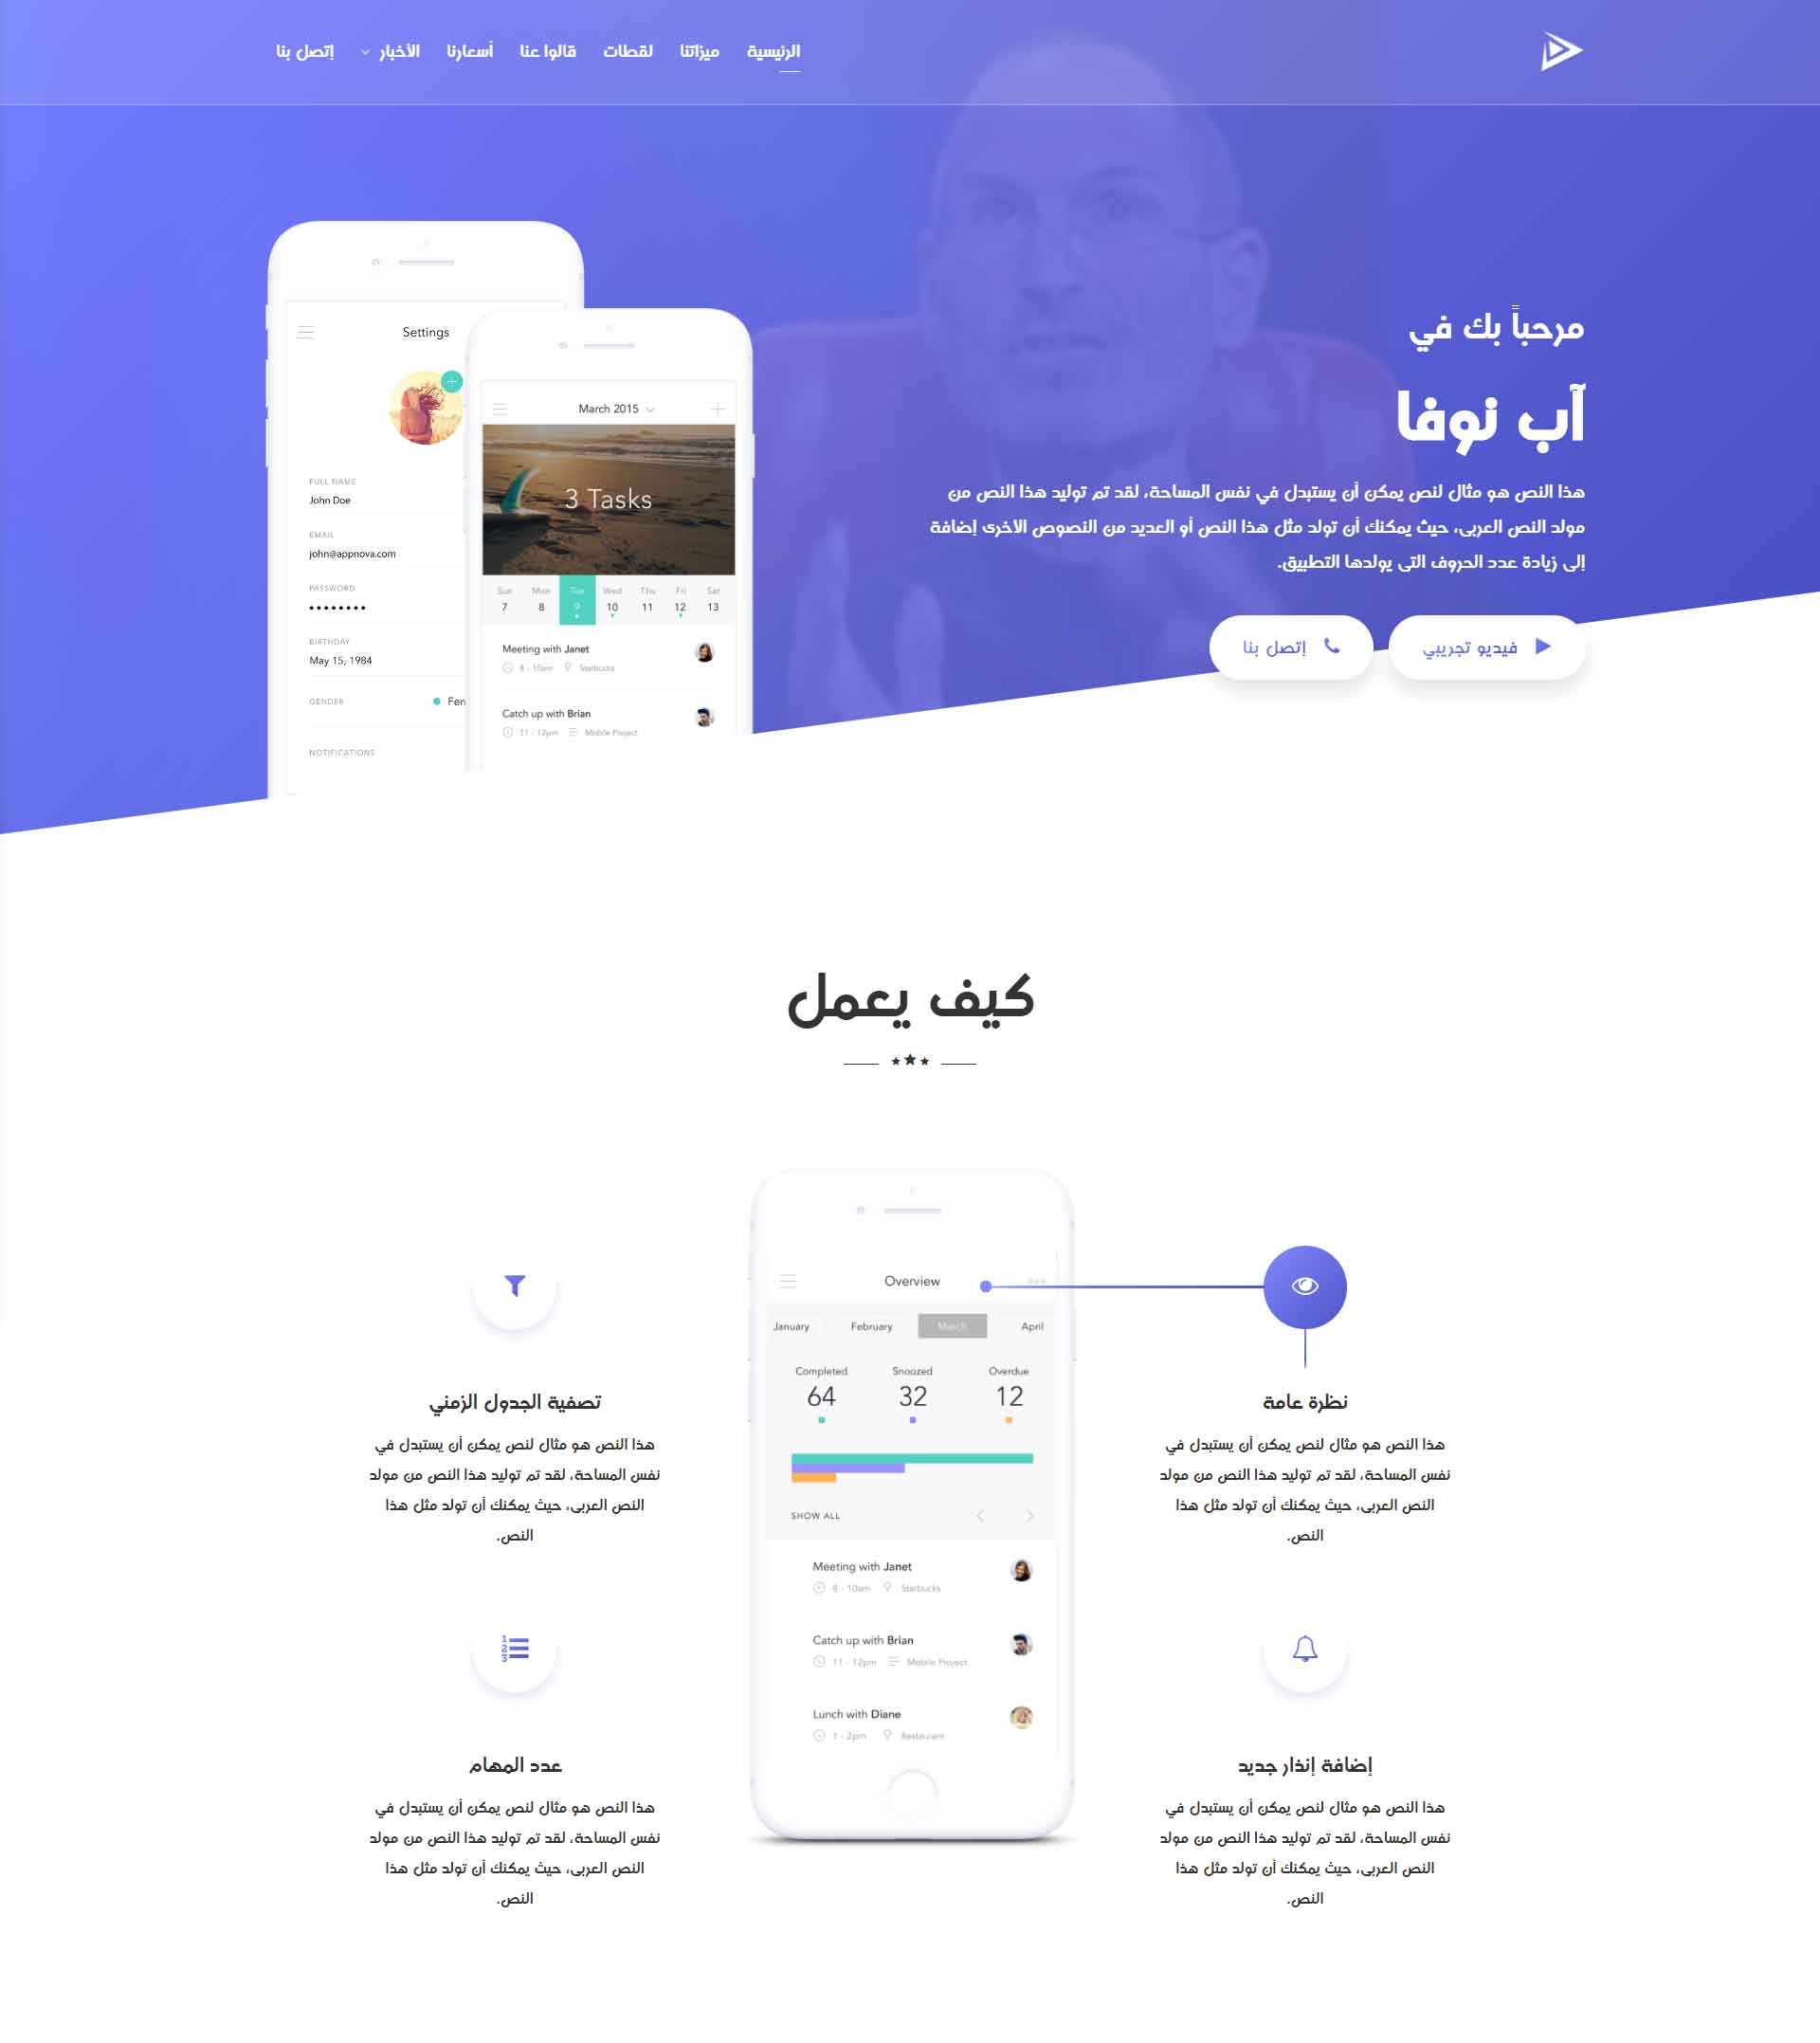 الرئيسية
ميزاتنا
لقطات
قالوا عنا
أسعارنا
الأخبار
إتصل بنا
مرحباً بك في
آب نوفا
هذا النص هو مثال لنص يمكن أن يستبدل في نفس المساحة، لقد تم توليد هذا النص من
مولد النص العربى، حيث يمكنك أن تولد مثل هذا النص أو العديد من النصوص الأخرى إضافة
إلى زيادة عدد الحروف التى يولدها التطبيق.
فيديو تجريبي
إتصل بنا
Settings
FULL NAME
John Doe
EMAIL
john@appnova.com
PASSWORD
••••••••
BIRTHDAY
May 15, 1984
GENDER
Fen
NOTIFICATIONS
March 2015
3 Tasks
Sun Mon Tue Wed Thu Fri Sat
7 8 9 10 11 12 13
Meeting with Janet
8 - 10am Starbucks
Catch up with Brian
11 - 12pm Mobile Project
كيف يعمل
نظرة عامة
هذا النص هو مثال لنص يمكن أن يستبدل في
نفس المساحة، لقد تم توليد هذا النص من مولد
النص العربى، حيث يمكنك أن تولد مثل هذا
النص.
إضافة إنذار جديد
هذا النص هو مثال لنص يمكن أن يستبدل في
نفس المساحة، لقد تم توليد هذا النص من مولد
النص العربى، حيث يمكنك أن تولد مثل هذا
النص.
Overview
January February March April
Completed Snoozed Overdue
64 32 12
SHOW ALL
Meeting with Janet
8 - 10am Starbucks
Catch up with Brian
11 - 12pm Mobile Project
Lunch with Diane
1 - 2pm Restaurant
تصفية الجدول الزمني
هذا النص هو مثال لنص يمكن أن يستبدل في
نفس المساحة، لقد تم توليد هذا النص من مولد
النص العربى، حيث يمكنك أن تولد مثل هذا
النص.
1
2
3
عدد المهام
هذا النص هو مثال لنص يمكن أن يستبدل في
نفس المساحة، لقد تم توليد هذا النص من مولد
النص العربى، حيث يمكنك أن تولد مثل هذا
النص.